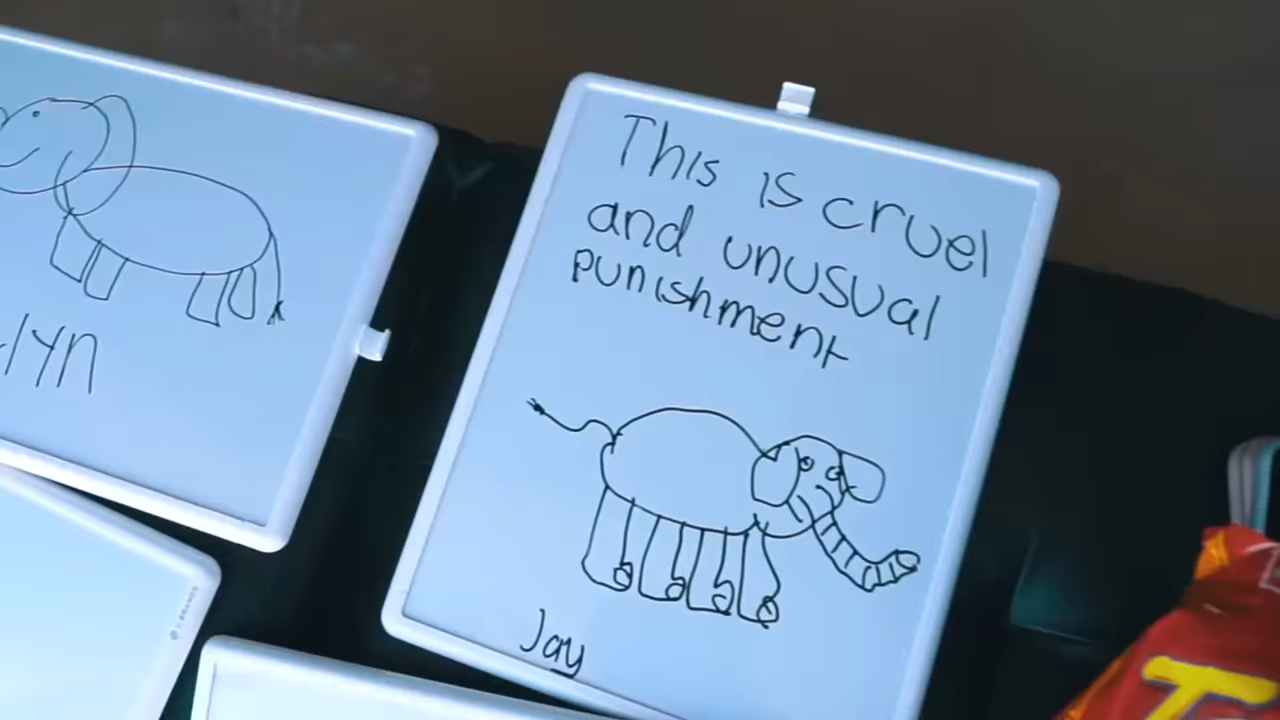 This is cruel
and unusual
punishment
Jay
lyn